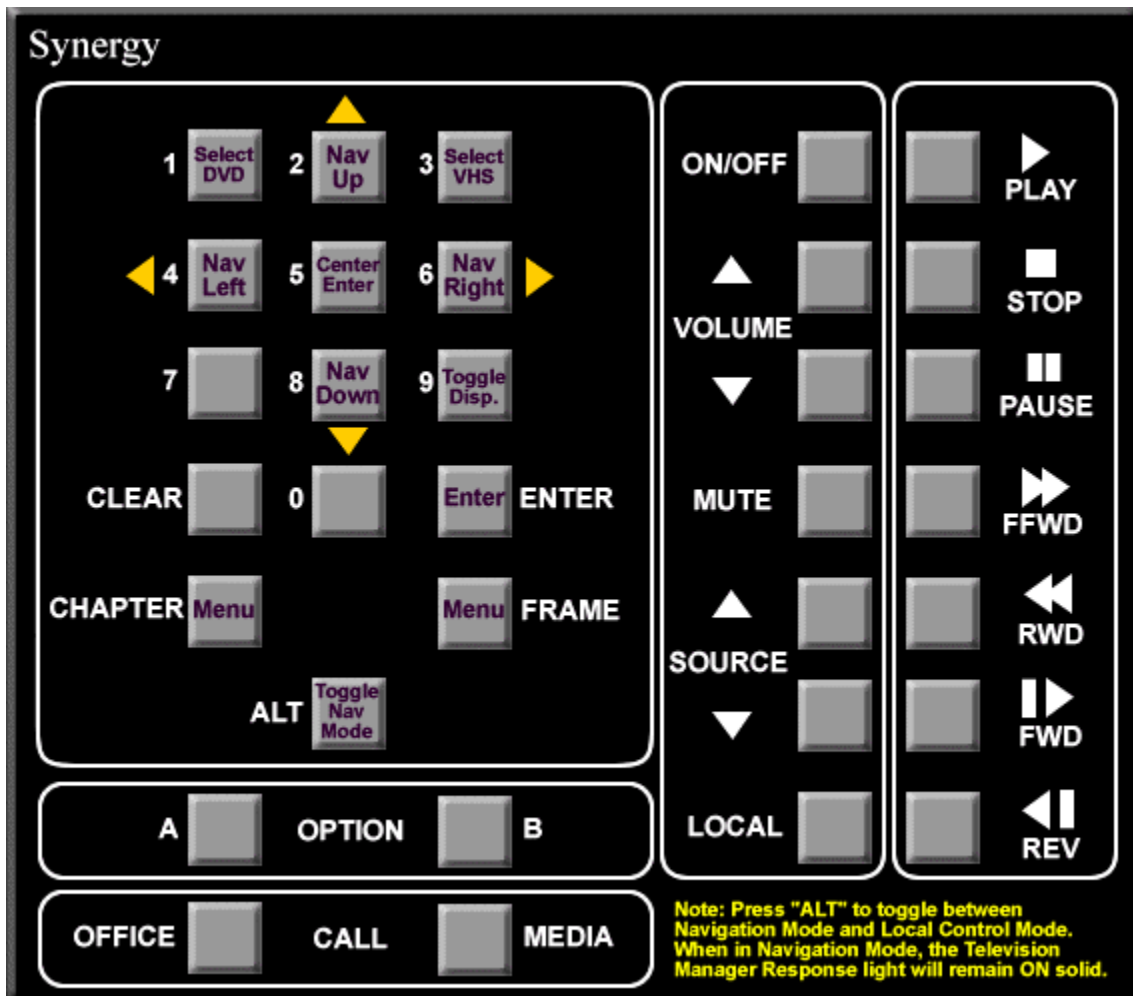 Synergy
1
Select
DVD
2
Nav
Up
3
Select
VHS
4
Nav
Left
5
Center
Enter
6
Nav
Right
7
8
Nav
Down
9
Toggle
Disp.
CLEAR
0
Enter
ENTER
CHAPTER
Menu
Menu
FRAME
ALT
Toggle
Nav
Mode
A
OPTION
B
OFFICE
CALL
MEDIA
ON/OFF
VOLUME
MUTE
SOURCE
LOCAL
PLAY
STOP
PAUSE
FFWD
RWD
FWD
REV
Note: Press "ALT" to toggle between
Navigation Mode and Local Control Mode.
When in Navigation Mode, the Television
Manager Response light will remain ON solid.